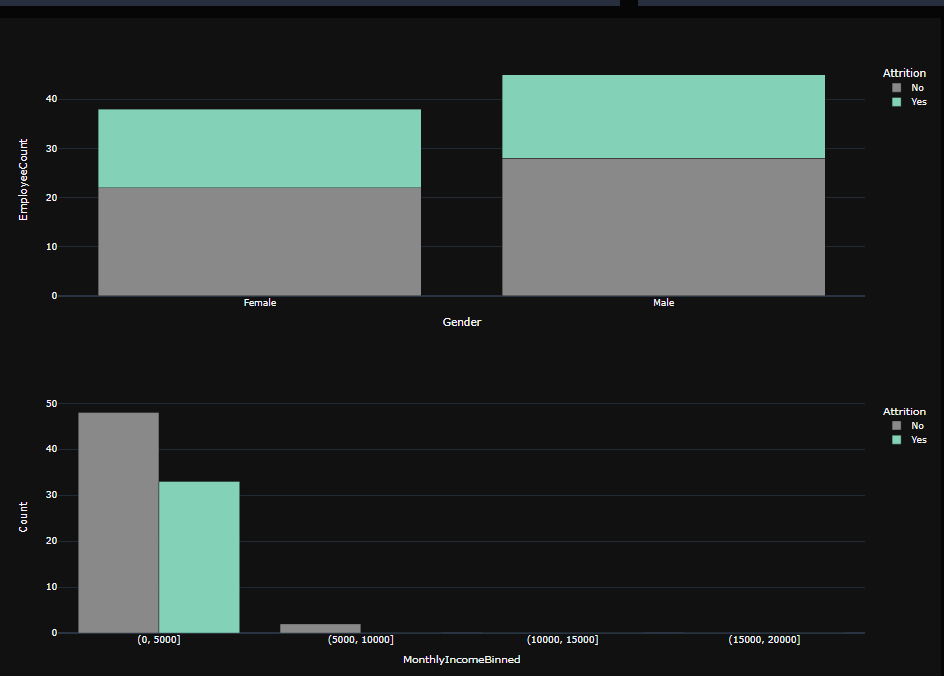 Attrition
No
Yes
EmployeeCount
40
30
20
10
0
Female
Male
Gender
Attrition
No
Yes
Count
50
40
30
20
10
0
(0, 5000]
(5000, 10000]
(10000, 15000]
(15000, 20000]
MonthlyIncomeBinned